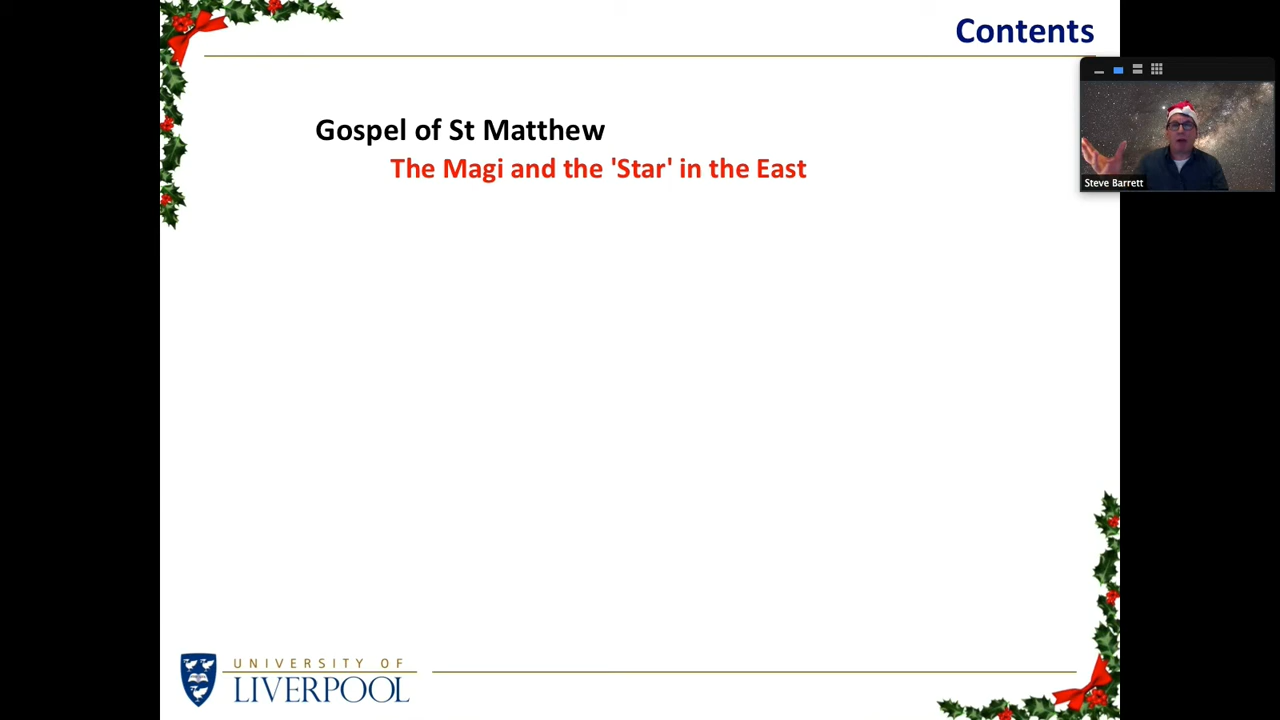 Contents
Gospel of St Matthew
The Magi and the 'Star' in the East
Steve Barrett
UNIVERSITY OF
LIVERPOOL